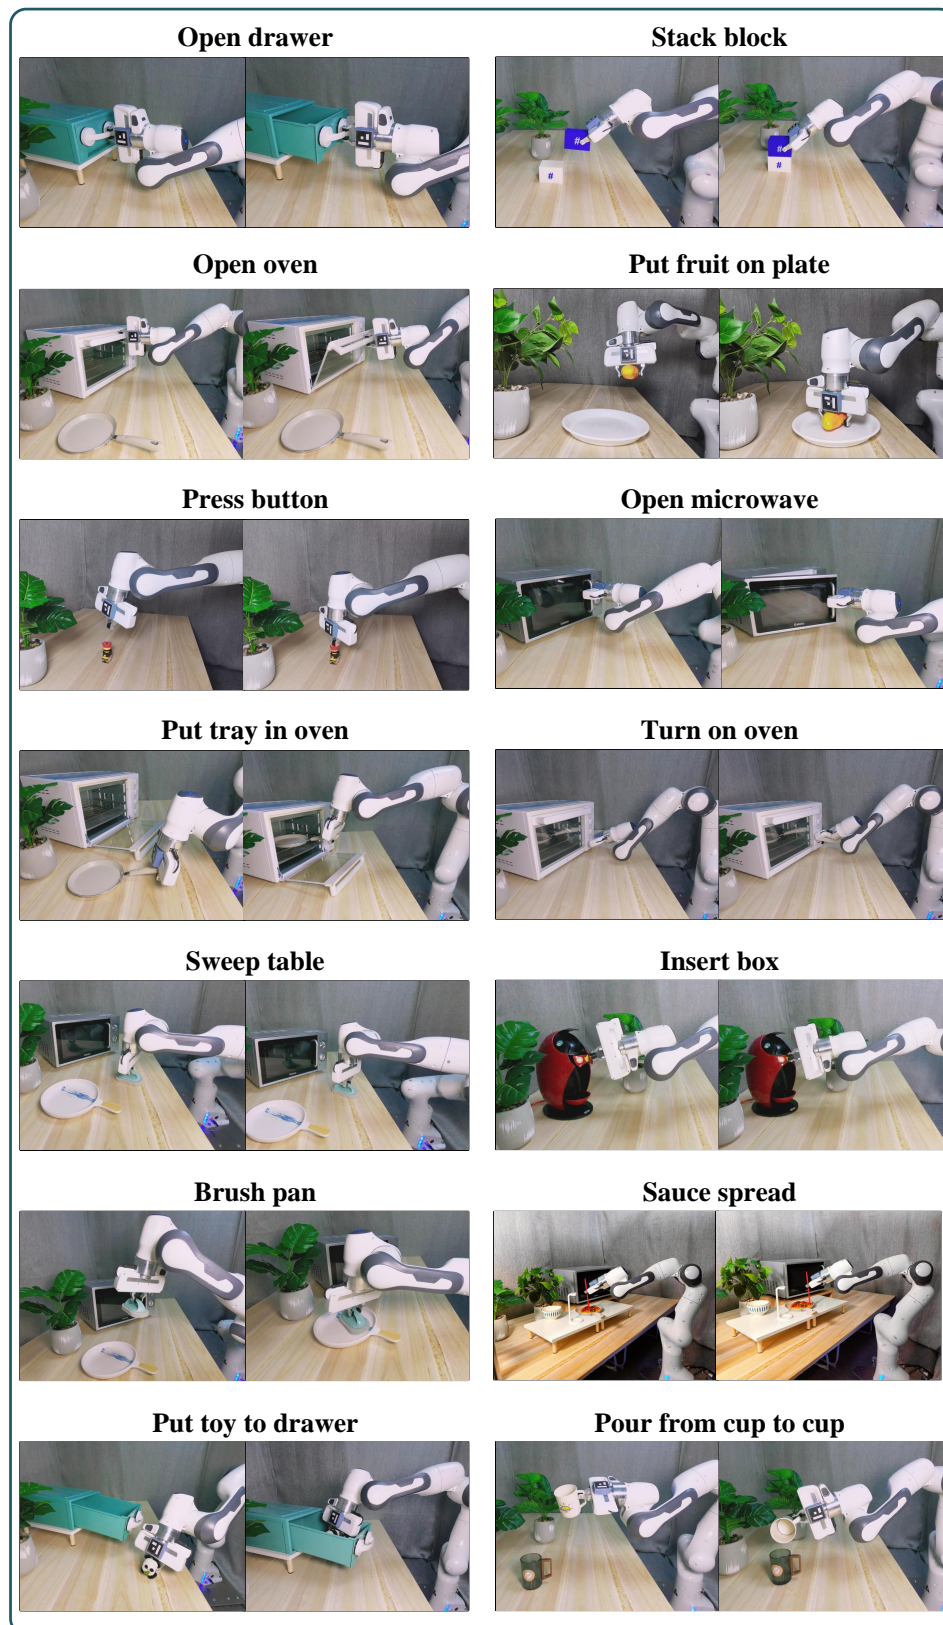 Open drawer
Stack block
#
#
#
#
Open oven
Put fruit on plate
Press button
Open microwave
Put tray in oven
Turn on oven
Sweep table
Insert box
Brush pan
Sauce spread
Put toy to drawer
Pour from cup to cup